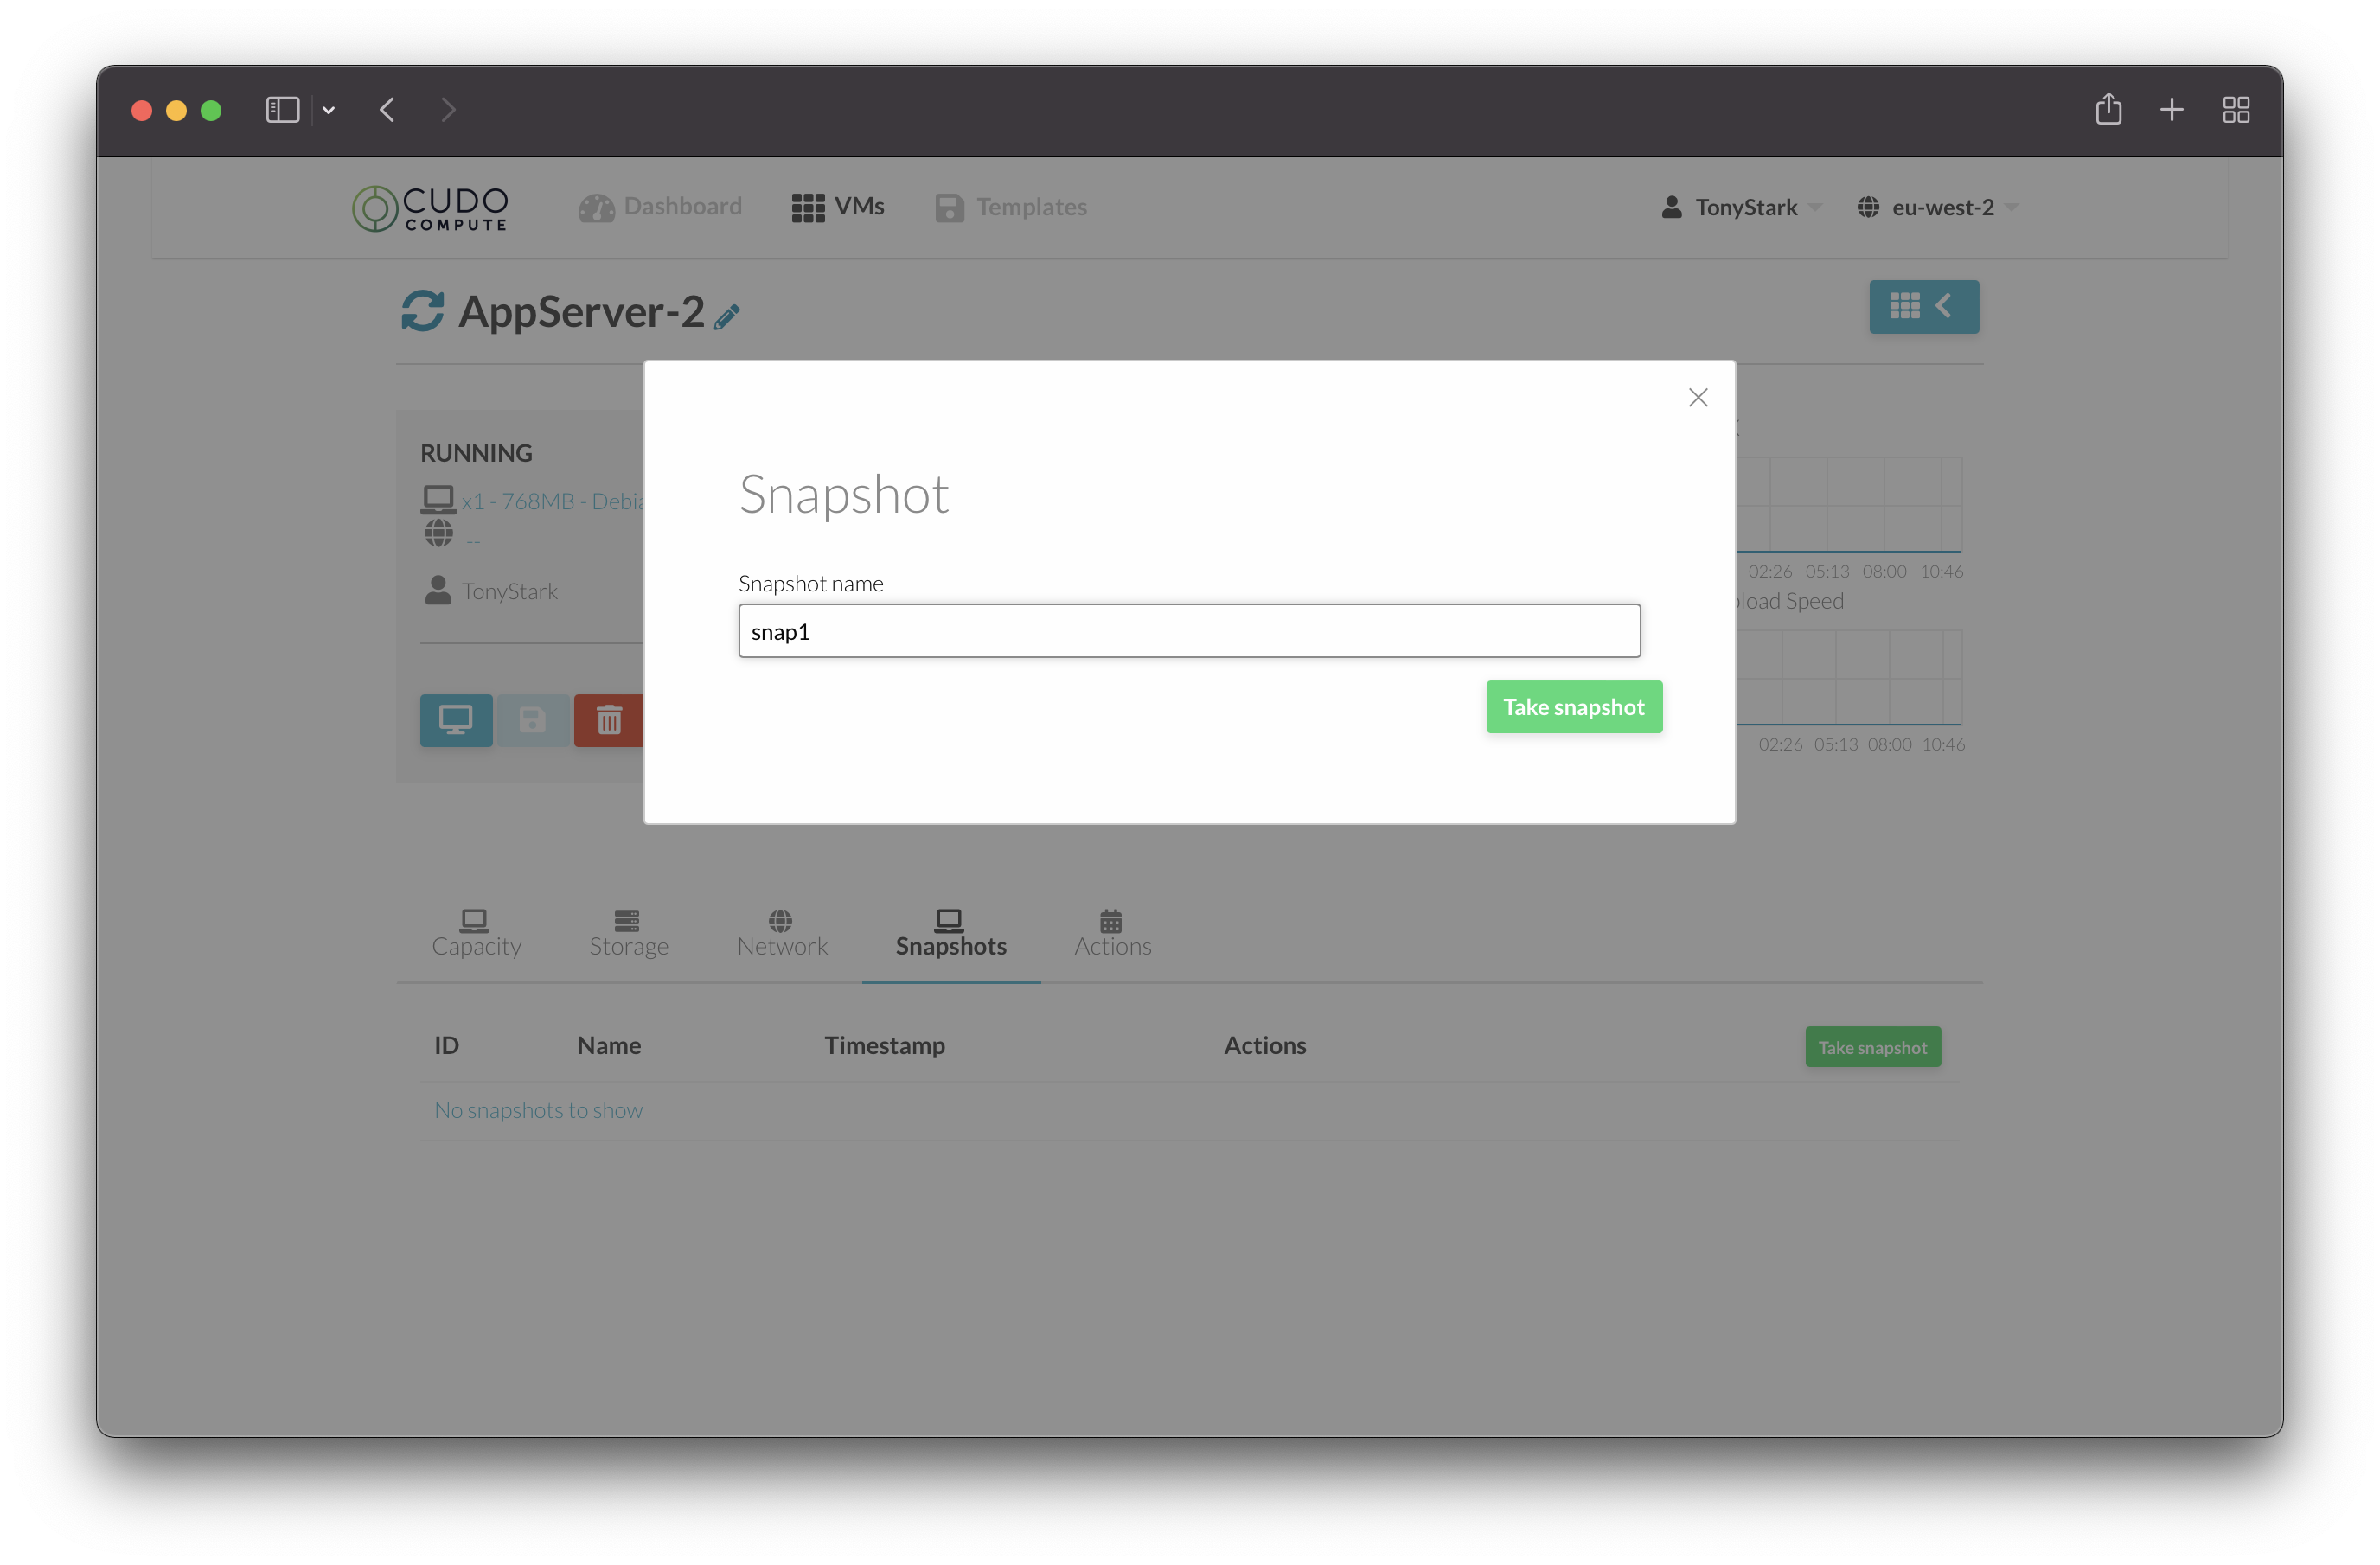 CUDO
COMPUTE
Dashboard
VMs
Templates
TonyStark
eu-west-2
AppServer-2
RUNNING
x1 - 768MB - Debia
--
TonyStark
Snapshot
Snapshot name
snap1
Take snapshot
02:26 05:13 08:00 10:46
load Speed
02:26 05:13 08:00 10:46
Capacity
Storage
Network
Snapshots
Actions
ID Name Timestamp Actions
Take snapshot
No snapshots to show